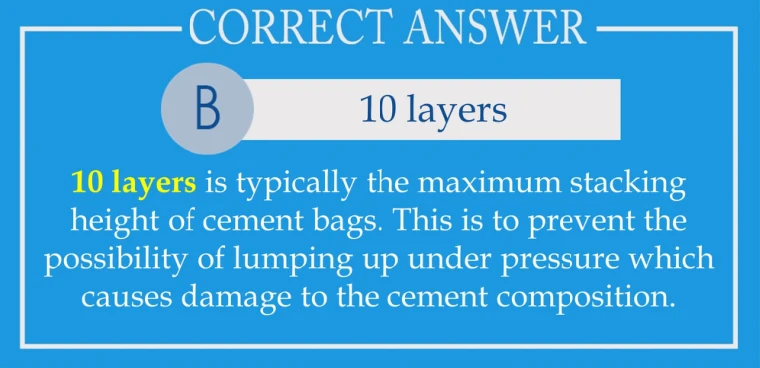 CORRECT ANSWER
B
10 layers
10 layers is typically the maximum stacking
height of cement bags. This is to prevent the
possibility of lumping up under pressure which
causes damage to the cement composition.